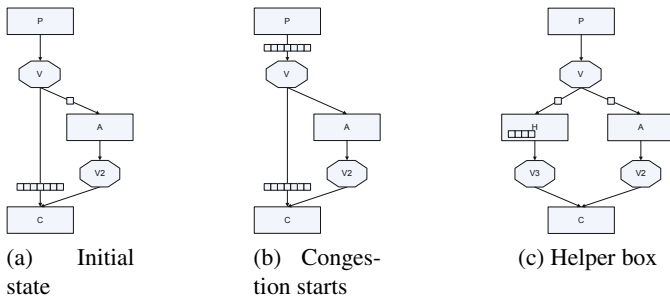 P
V
A
V2
C
(a) Initial
state
P
V
A
V2
C
(b) Conges-
tion starts
P
V
H
A
V3
V2
C
(c) Helper box